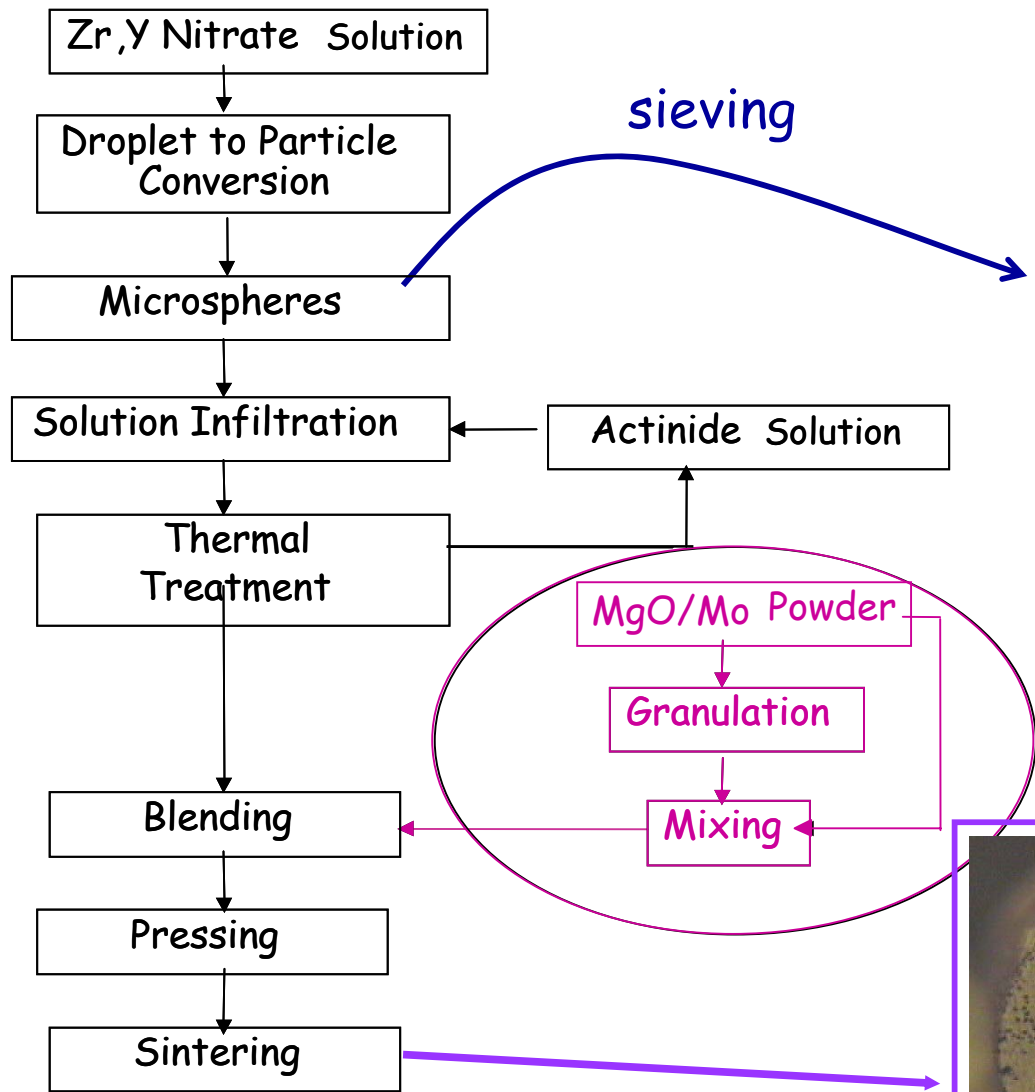 Zr,Y Nitrate Solution
sieving
Droplet to Particle
Conversion
Microspheres
Solution Infiltration
Actinide Solution
Thermal
Treatment
MgO/Mo Powder
Granulation
Blending
Mixing
Pressing
Sintering